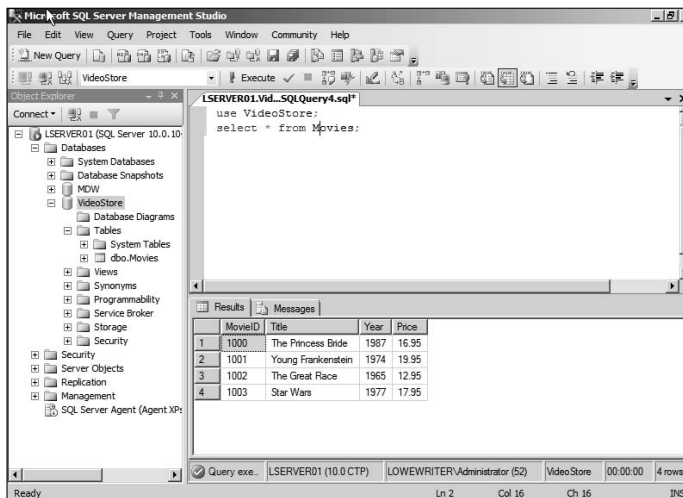 Microsoft SQL Server Management Studio
File Edit View Query Project Tools Window Community Help
New Query
VideoStore Execute
Object Explorer
Connect
LSERVER01 (SQL Server 10.0.10
Databases
System Databases
Database Snapshots
MDW
VideoStore
Database Diagrams
Tables
System Tables
dbo.Movies
Views
Synonyms
Programmability
Service Broker
Storage
Security
Security
Server Objects
Replication
Management
SQL Server Agent (Agent XPs
LSERVER01.Vid...SQLQuery4.sql*
use VideoStore;
select * from Movies;
Results Messages
MovieID Title Year Price
1 1000 The Princess Bride 1987 16.95
2 1001 Young Frankenstein 1974 19.95
3 1002 The Great Race 1965 12.95
4 1003 Star Wars 1977 17.95
Query exe... LSERVER01 (10.0 CTP) LOWEWRITER\Administrator (52) VideoStore 00:00:00 4 rows
Ready Ln 2 Col 16 Ch 16 INS